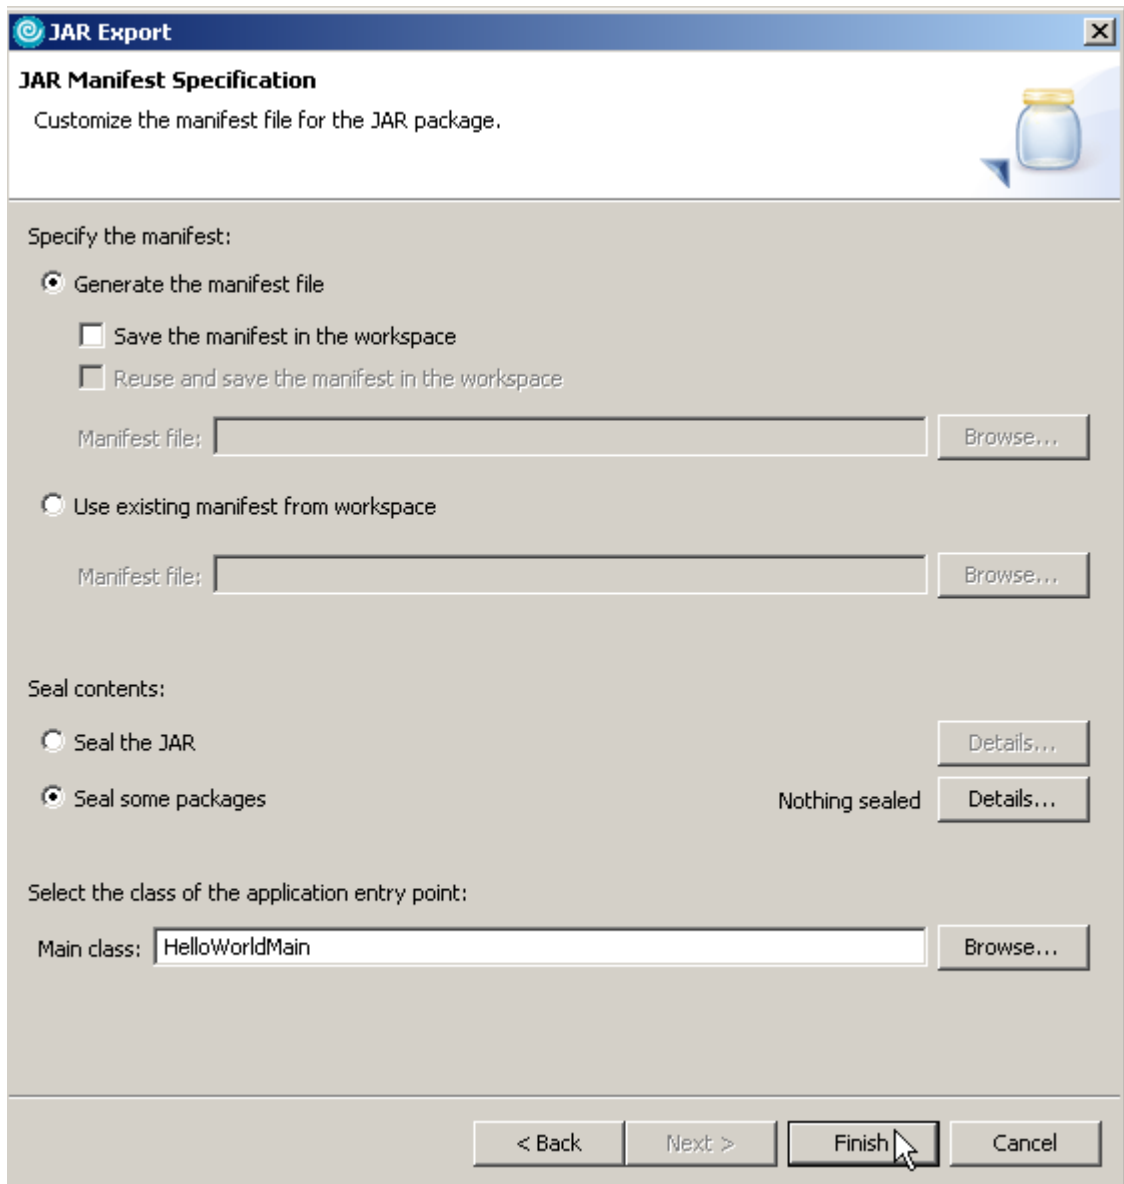 JAR Export
JAR Manifest Specification
Customize the manifest file for the JAR package.
Specify the manifest:
Generate the manifest file
Save the manifest in the workspace
Reuse and save the manifest in the workspace
Manifest file: Browse...
Use existing manifest from workspace
Manifest file: Browse...
Seal contents:
Seal the JAR Details...
Seal some packages Nothing sealed Details...
Select the class of the application entry point:
Main class: HelloWorldMain Browse...
< Back Next > Finish Cancel